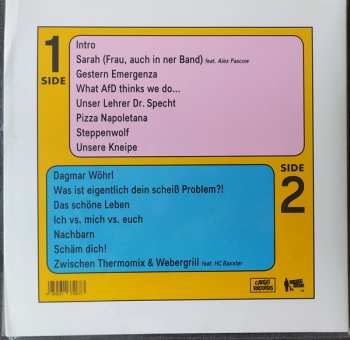 1
SIDE
Intro
Sarah (Frau, auch in ner Band) feat. Alex Pascow
Gestern Emergenza
What AfD thinks we do...
Unser Lehrer Dr. Specht
Pizza Napoletana
Steppenwolf
Unsere Kneipe
SIDE
2
Dagmar Wöhrl
Was ist eigentlich dein scheiß Problem?!
Das schöne Leben
Ich vs. mich vs. euch
Nachbarn
Schäm dich!
Zwischen Thermomix & Webergrill feat. HC Baxxter
CARGO
RECORDS